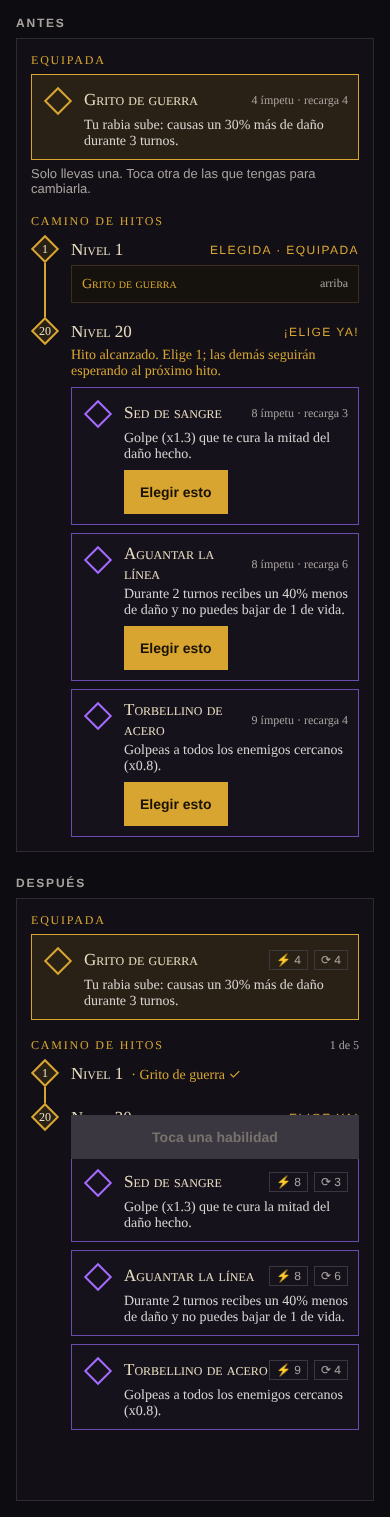 ANTES
EQUIPADA
Grito de guerra 4 ímpetu · recarga 4
Tu rabia sube: causas un 30% más de daño
durante 3 turnos.
Solo llevas una. Toca otra de las que tengas para
cambiarla.
CAMINO DE HITOS
1 Nivel 1 ELEGIDA · EQUIPADA
Grito de guerra arriba
20 Nivel 20 ¡ELIGE YA!
Hito alcanzado. Elige 1; las demás seguirán
esperando al próximo hito.
Sed de sangre 8 ímpetu · recarga 3
Golpe (x1.3) que te cura la mitad del
daño hecho.
Elegir esto
Aguantar la
línea 8 ímpetu · recarga 6
Durante 2 turnos recibes un 40% menos
de daño y no puedes bajar de 1 de vida.
Elegir esto
Torbellino de
acero 9 ímpetu · recarga 4
Golpeas a todos los enemigos cercanos
(x0.8).
Elegir esto
DESPUÉS
EQUIPADA
Grito de guerra ⚡ 4 ⟳ 4
Tu rabia sube: causas un 30% más de daño
durante 3 turnos.
CAMINO DE HITOS 1 de 5
1 Nivel 1 · Grito de guerra ✓
20
Toca una habilidad
Sed de sangre ⚡ 8 ⟳ 3
Golpe (x1.3) que te cura la mitad del
daño hecho.
Aguantar la línea ⚡ 8 ⟳ 6
Durante 2 turnos recibes un 40% menos
de daño y no puedes bajar de 1 de vida.
Torbellino de acero ⚡ 9 ⟳ 4
Golpeas a todos los enemigos cercanos
(x0.8).